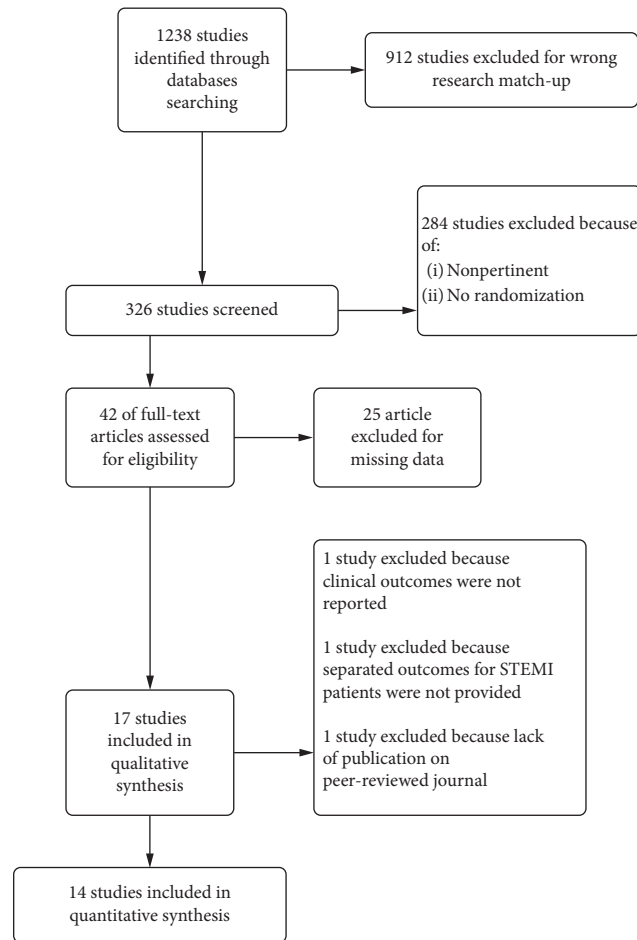 1238 studies
identified through
databases
searching
912 studies excluded for wrong
research match-up
284 studies excluded because
of:
(i) Nonpertinent
(ii) No randomization
326 studies screened
42 of full-text
articles assessed
for eligibility
25 article
excluded for
missing data
1 study excluded because
clinical outcomes were not
reported
1 study excluded because
separated outcomes for STEMI
patients were not provided
1 study excluded because lack
of publication on
peer-reviewed journal
17 studies
included in
qualitative
synthesis
14 studies included in
quantitative synthesis